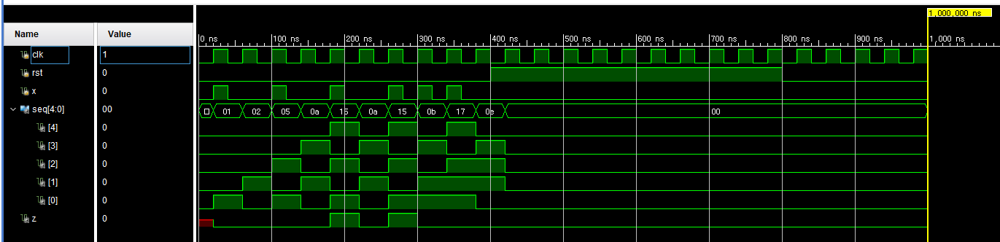 1,000,000 ns
Name Value
0 ns 100 ns 200 ns 300 ns 400 ns 500 ns 600 ns 700 ns 800 ns 900 ns 1,000 ns
clk 1
rst 0
x 0
seq[4:0] 00 01 02 05 0a 15 0a 15 0b 17 0e 00
[4] 0
[3] 0
[2] 0
[1] 0
[0] 0
z 0